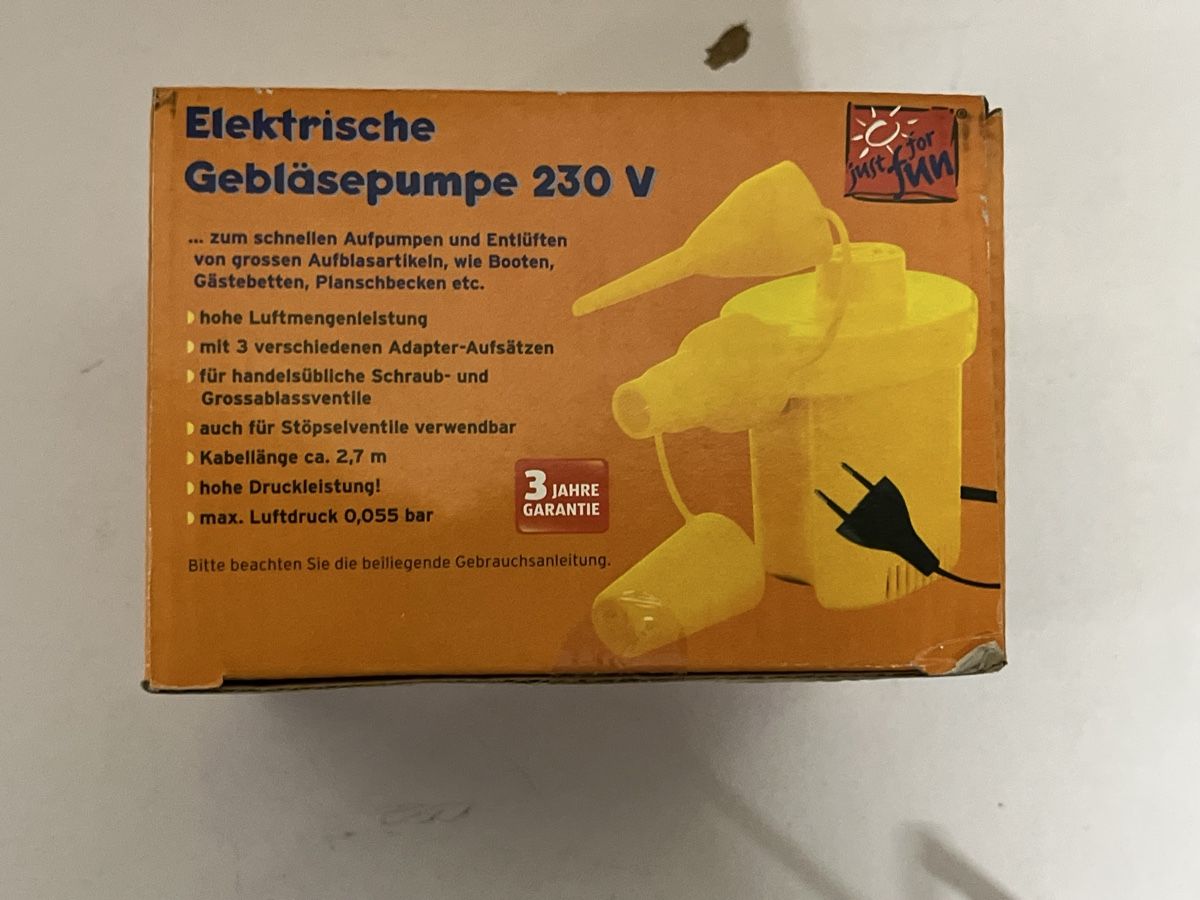 Elektrische
Gebläsepumpe 230 V
just for fun®
... zum schnellen Aufpumpen und Entlüften
von grossen Aufblasartikeln, wie Booten,
Gästebetten, Planschbecken etc.
hohe Luftmengenleistung
mit 3 verschiedenen Adapter-Aufsätzen
für handelsübliche Schraub- und
Grossablassventile
auch für Stöpselventile verwendbar
Kabellänge ca. 2,7 m
hohe Druckleistung!
max. Luftdruck 0,055 bar
3 JAHRE
GARANTIE
Bitte beachten Sie die beiliegende Gebrauchsanleitung.